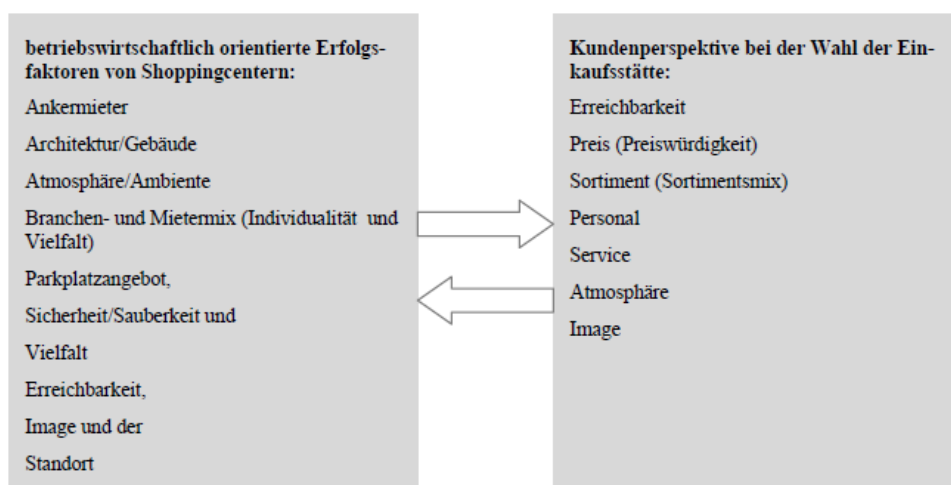 betriebswirtschaftlich orientierte Erfolgs-
faktoren von Shoppingcentern:
Ankermieter
Architektur/Gebäude
Atmosphäre/Ambiente
Branchen- und Mietermix (Individualität und
Vielfalt)
Parkplatzangebot,
Sicherheit/Sauberkeit und
Vielfalt
Erreichbarkeit,
Image und der
Standort
Kundenperspektive bei der Wahl der Ein-
kaufsstätte:
Erreichbarkeit
Preis (Preiswürdigkeit)
Sortiment (Sortimentsmix)
Personal
Service
Atmosphäre
Image